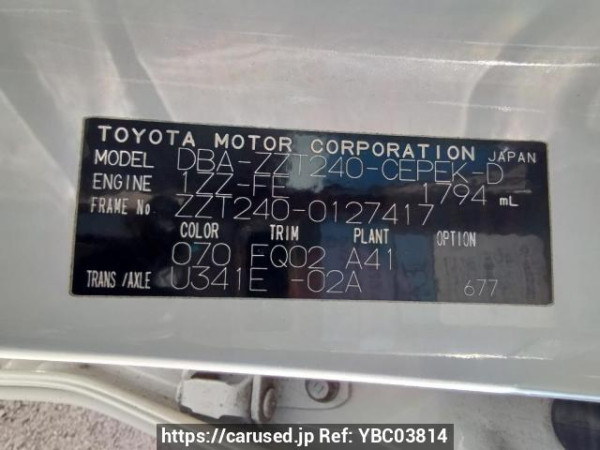 TOYOTA MOTOR CORPORATION JAPAN
MODEL DBA-ZZT240-CEPEK-D
ENGINE 1ZZ-FE 1794 mL
FRAME No ZZT240-0127417
COLOR TRIM PLANT OPTION
070 FQ02 A41
TRANS/AXLE U341E -02A 677
https://carused.jp Ref: YBC03814